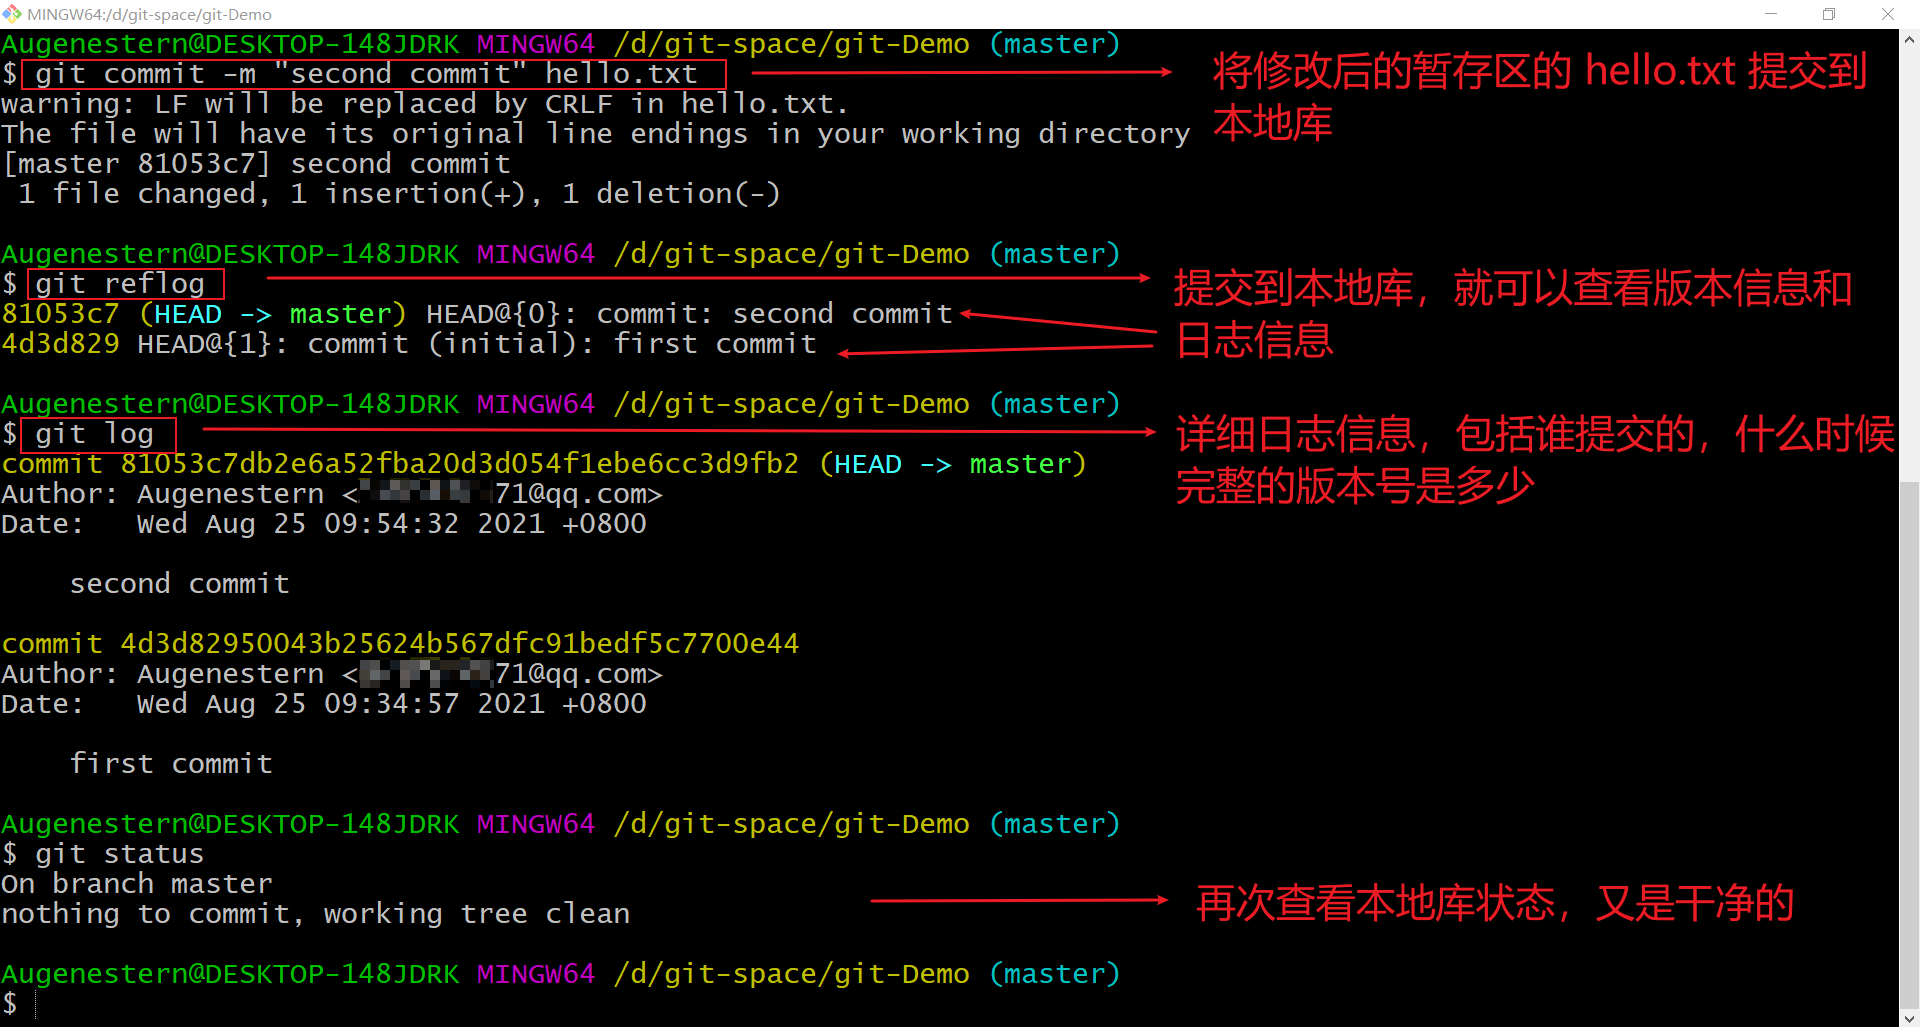 MINGW64:/d/git-space/git-Demo
Augenestern@DESKTOP-148JDRK MINGW64 /d/git-space/git-Demo (master)
$ git commit -m "second commit" hello.txt
将修改后的暂存区的 hello.txt 提交到
本地库
warning: LF will be replaced by CRLF in hello.txt.
The file will have its original line endings in your working directory
[master 81053c7] second commit
 1 file changed, 1 insertion(+), 1 deletion(-)
Augenestern@DESKTOP-148JDRK MINGW64 /d/git-space/git-Demo (master)
$ git reflog
提交到本地库，就可以查看版本信息和
日志信息
81053c7 (HEAD -> master) HEAD@{0}: commit: second commit
4d3d829 HEAD@{1}: commit (initial): first commit
Augenestern@DESKTOP-148JDRK MINGW64 /d/git-space/git-Demo (master)
$ git log
详细日志信息，包括谁提交的，什么时候
完整的版本号是多少
commit 81053c7db2e6a52fba20d3d054f1ebe6cc3d9fb2 (HEAD -> master)
Author: Augenestern <71@qq.com>
Date:   Wed Aug 25 09:54:32 2021 +0800
    second commit
commit 4d3d82950043b25624b567dfc91bedf5c7700e44
Author: Augenestern <71@qq.com>
Date:   Wed Aug 25 09:34:57 2021 +0800
    first commit
Augenestern@DESKTOP-148JDRK MINGW64 /d/git-space/git-Demo (master)
$ git status
On branch master
nothing to commit, working tree clean
再次查看本地库状态，又是干净的
Augenestern@DESKTOP-148JDRK MINGW64 /d/git-space/git-Demo (master)
$